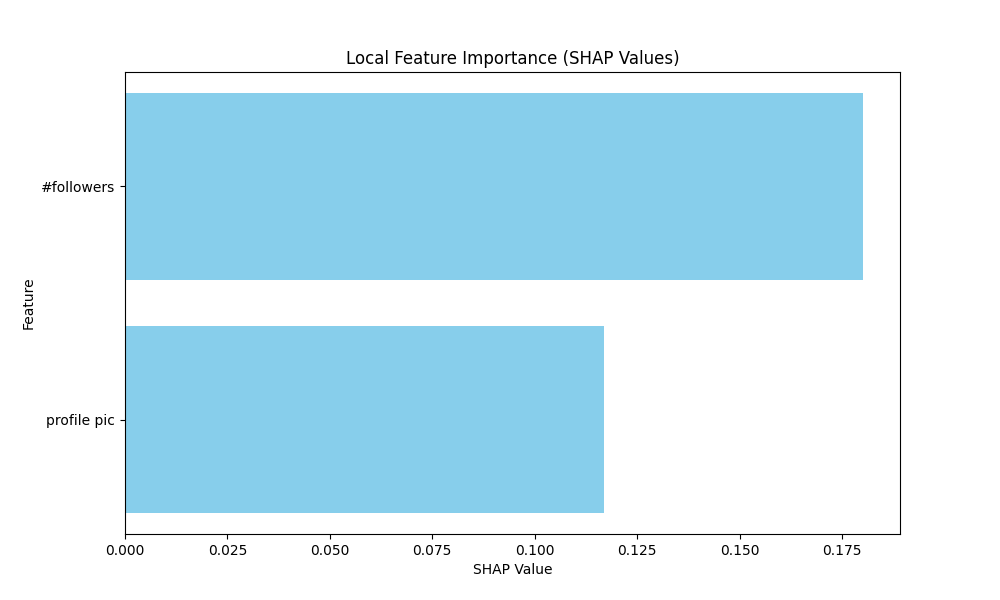 Local Feature Importance (SHAP Values)
#followers
Feature
profile pic
0.000 0.025 0.050 0.075 0.100 0.125 0.150 0.175
SHAP Value